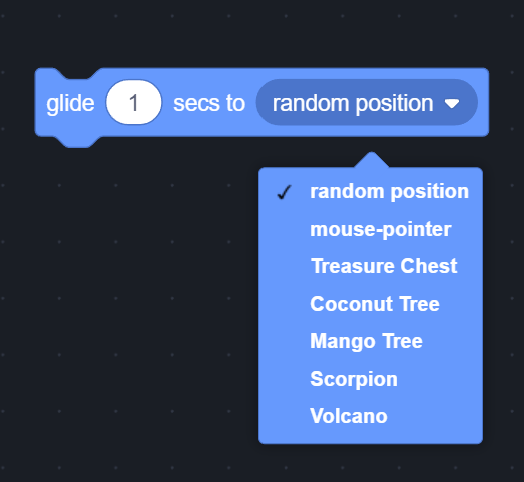 glide 1 secs to random position
random position
mouse-pointer
Treasure Chest
Coconut Tree
Mango Tree
Scorpion
Volcano